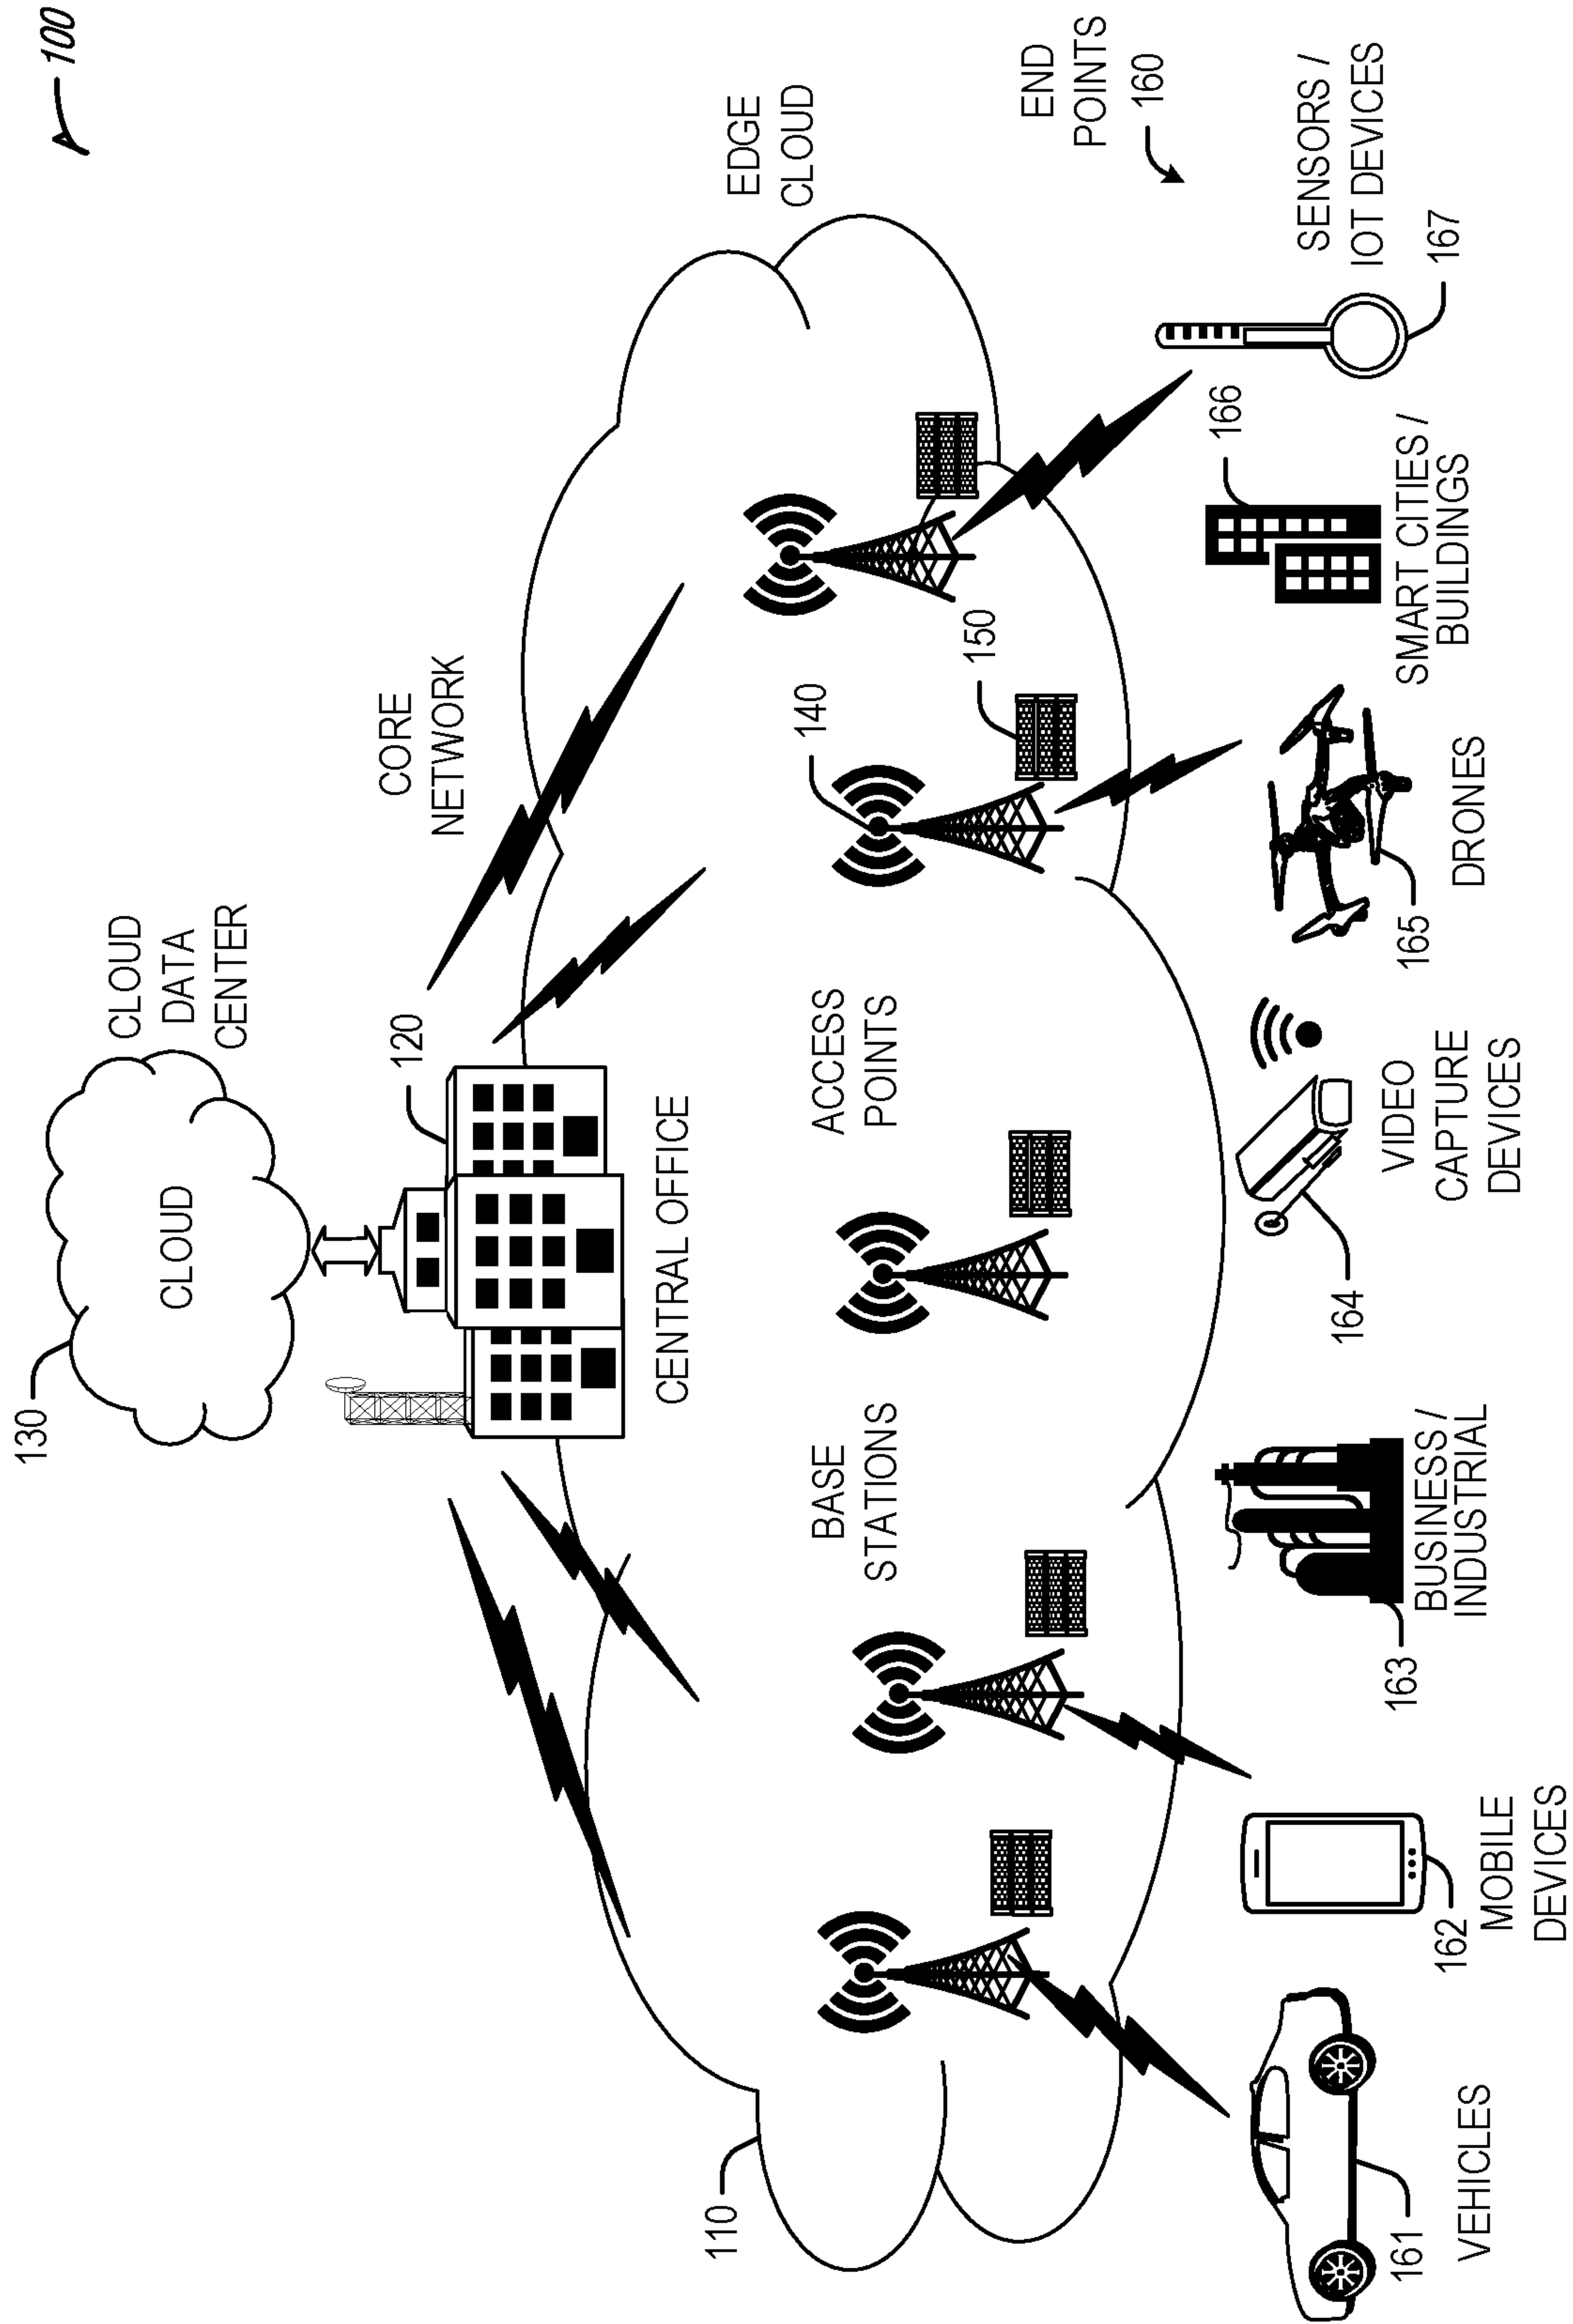 100
130
CLOUD
CLOUD
DATA
CENTER
120
CORE
NETWORK
CENTRAL OFFICE
110
EDGE
CLOUD
BASE
STATIONS
ACCESS
POINTS
140
150
END
POINTS
160
161
VEHICLES
162
MOBILE
DEVICES
163
BUSINESS /
INDUSTRIAL
164
VIDEO
CAPTURE
DEVICES
165
DRONES
166
SMART CITIES /
BUILDINGS
SENSORS /
IOT DEVICES
167